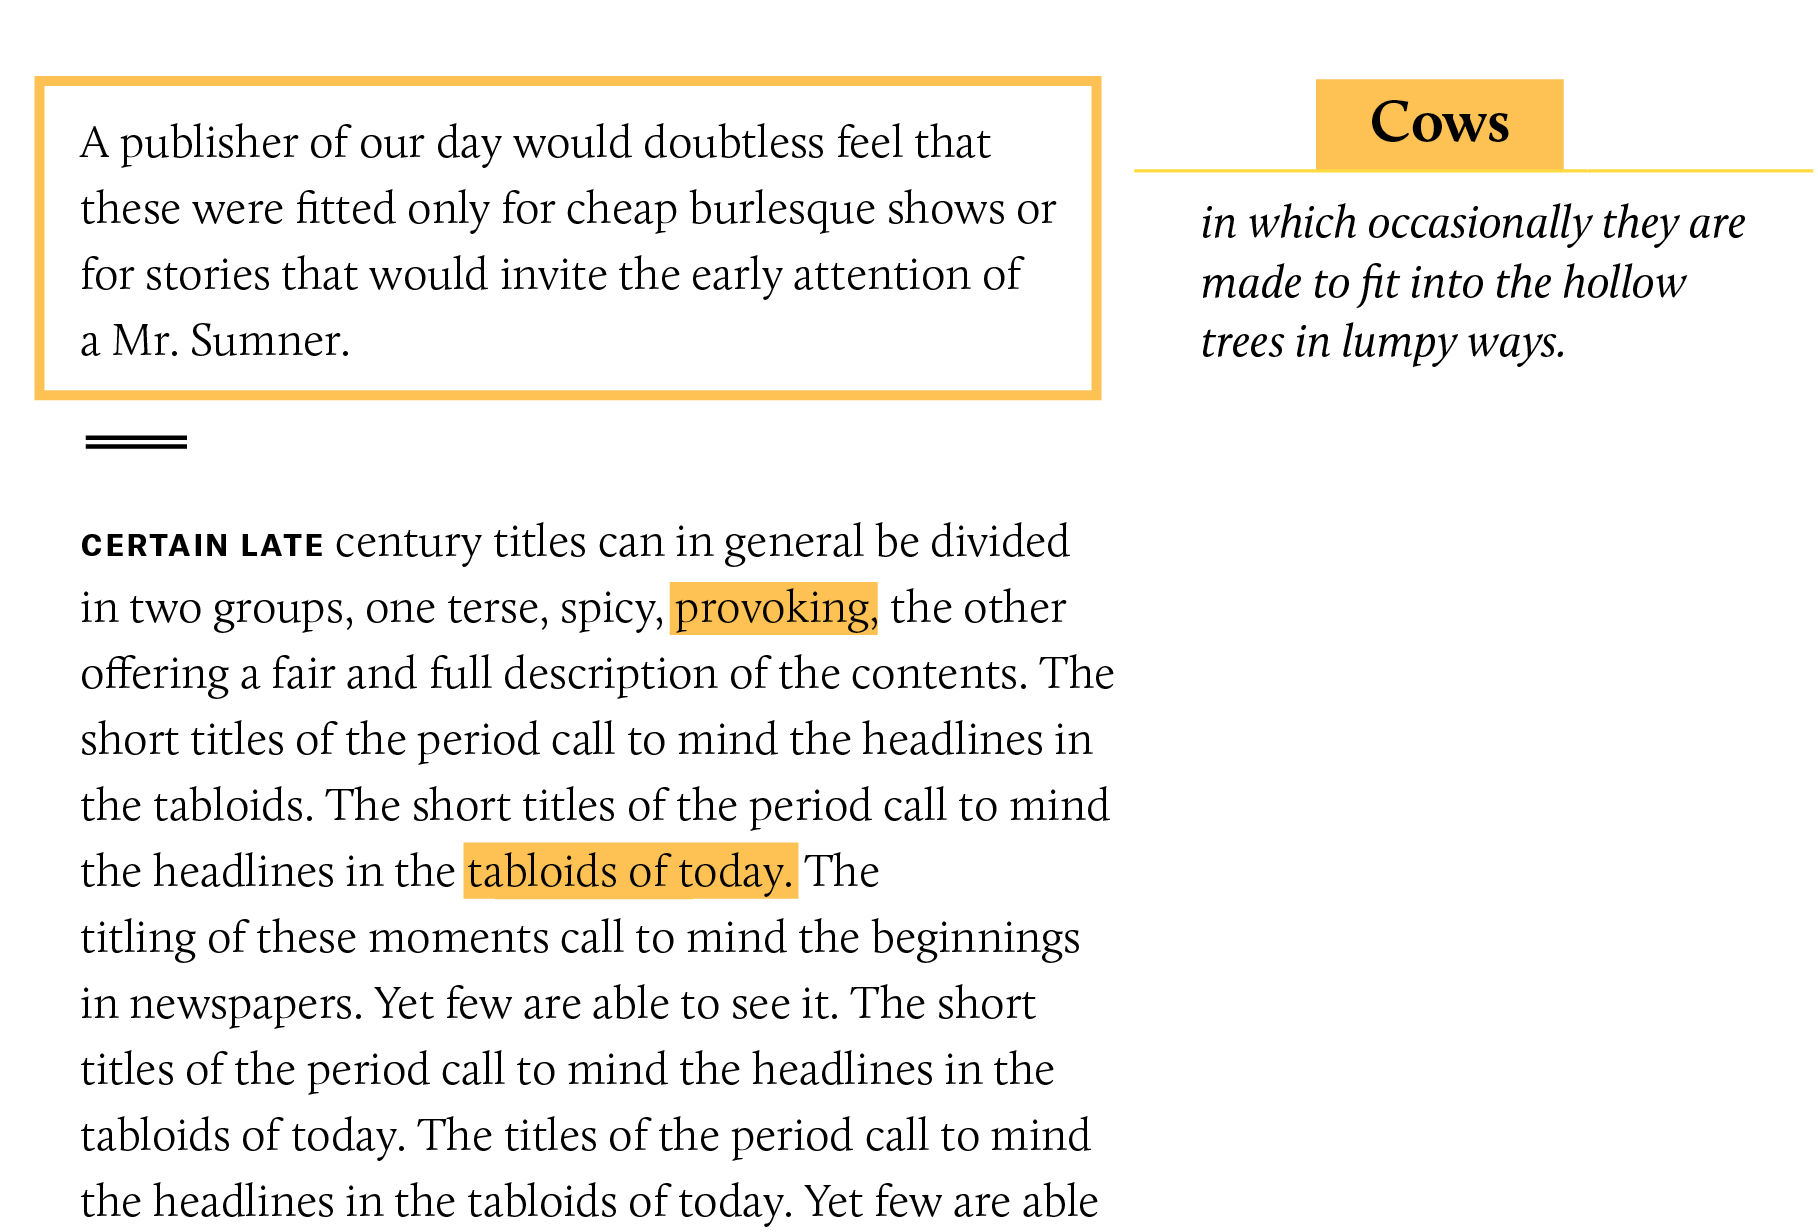 A publisher of our day would doubtless feel that
these were fitted only for cheap burlesque shows or
for stories that would invite the early attention of
a Mr. Sumner.
Cows
in which occasionally they are
made to fit into the hollow
trees in lumpy ways.
CERTAIN LATE century titles can in general be divided
in two groups, one terse, spicy, provoking, the other
offering a fair and full description of the contents. The
short titles of the period call to mind the headlines in
the tabloids. The short titles of the period call to mind
the headlines in the tabloids of today. The
titling of these moments call to mind the beginnings
in newspapers. Yet few are able to see it. The short
titles of the period call to mind the headlines in the
tabloids of today. The titles of the period call to mind
the headlines in the tabloids of today. Yet few are able